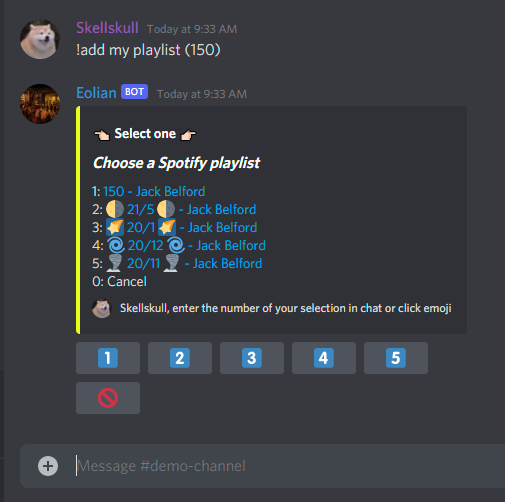 Skellskull Today at 9:33 AM
!add my playlist (150)
Eolian BOT Today at 9:33 AM
👈 Select one 👉
Choose a Spotify playlist
1: 150 - Jack Belford
2: 🌗 21/5 🌗 - Jack Belford
3: 🌠 20/1 🌠 - Jack Belford
4: 🌀 20/12 🌀 - Jack Belford
5: 🌪 20/11 🌪 - Jack Belford
0: Cancel
Skellskull, enter the number of your selection in chat or click emoji
1 2 3 4 5
Message #demo-channel